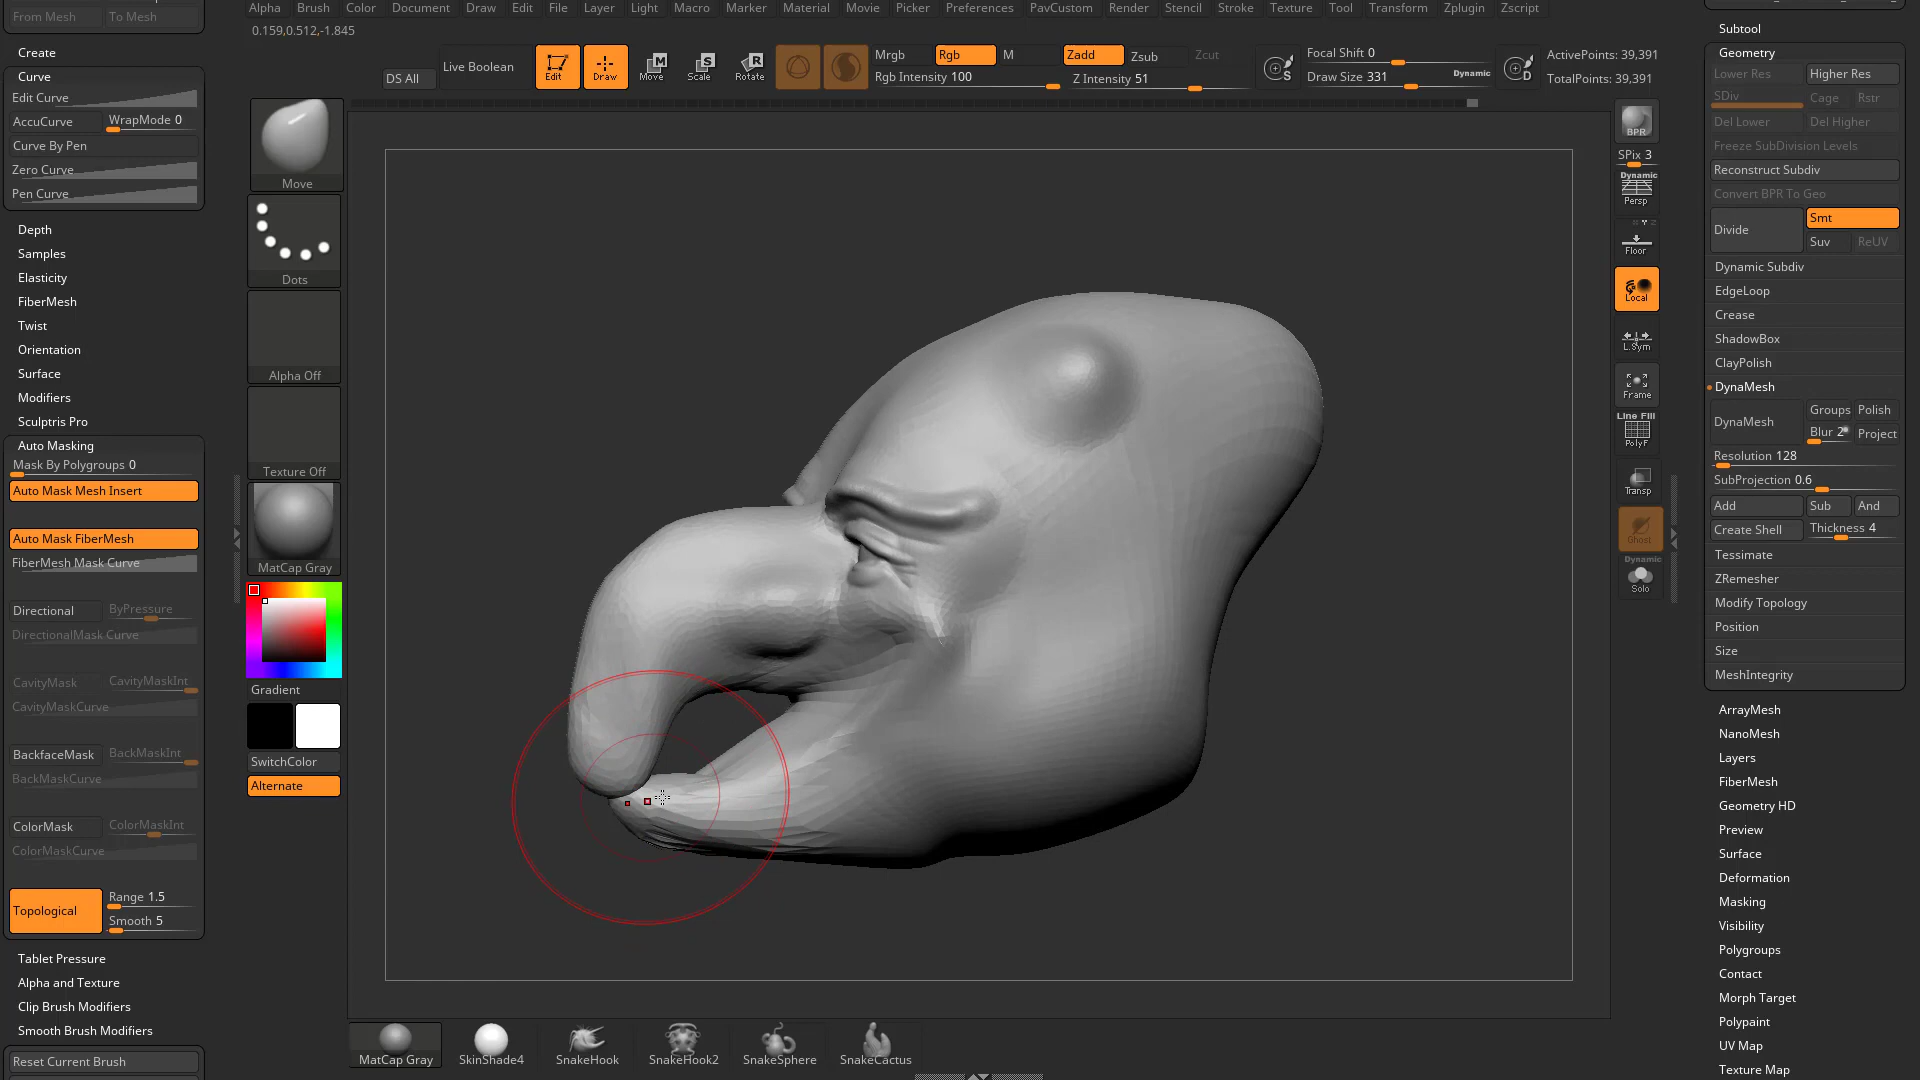 Alpha Brush Color Document Draw Edit File Layer Light Macro Marker Material Movie Picker Preferences PavCustom Render Stencil Stroke Texture Tool Transform Zplugin Zscript
From Mesh To Mesh
0.159,0.512,-1.845
DS All
Live Boolean
Edit
Draw
Move
Scale
Rotate
Mrgb Rgb M
Rgb Intensity 100
Zadd Zsub Zcut
Z Intensity 51
S
Focal Shift 0
Draw Size 331 Dynamic
D
ActivePoints: 39,391
TotalPoints: 39,391
Create
Curve
Edit Curve
AccuCurve WrapMode 0
Curve By Pen
Zero Curve
Pen Curve
Depth
Samples
Elasticity
FiberMesh
Twist
Orientation
Surface
Modifiers
Sculptris Pro
Auto Masking
Mask By Polygroups 0
Auto Mask Mesh Insert
Auto Mask FiberMesh
FiberMesh Mask Curve
Directional ByPressure
DirectionalMask Curve
CavityMask CavityMaskInt
CavityMaskCurve
BackfaceMask BackMaskInt
BackMaskCurve
ColorMask ColorMaskInt
ColorMaskCurve
Topological Range 1.5
Smooth 5
Tablet Pressure
Alpha and Texture
Clip Brush Modifiers
Smooth Brush Modifiers
Reset Current Brush
Move
Dots
Alpha Off
Texture Off
MatCap Gray
Gradient
SwitchColor
Alternate
MatCap Gray SkinShade4 SnakeHook SnakeHook2 SnakeSphere SnakeCactus
BPR
SPix 3
Dynamic
Persp
Floor
Local
L.Sym
Frame
Line Fill
PolyF
Transp
Ghost
Dynamic
Solo
Subtool
Geometry
Lower Res Higher Res
SDiv Cage Rstr
Del Lower Del Higher
Freeze SubDivision Levels
Reconstruct Subdiv
Convert BPR To Geo
Divide Smt
Suv ReUV
Dynamic Subdiv
EdgeLoop
Crease
ShadowBox
ClayPolish
DynaMesh
DynaMesh Groups Polish
Blur 2 Project
Resolution 128
SubProjection 0.6
Add Sub And
Create Shell Thickness 4
Tessimate
ZRemesher
Modify Topology
Position
Size
MeshIntegrity
ArrayMesh
NanoMesh
Layers
FiberMesh
Geometry HD
Preview
Surface
Deformation
Masking
Visibility
Polygroups
Contact
Morph Target
Polypaint
UV Map
Texture Map